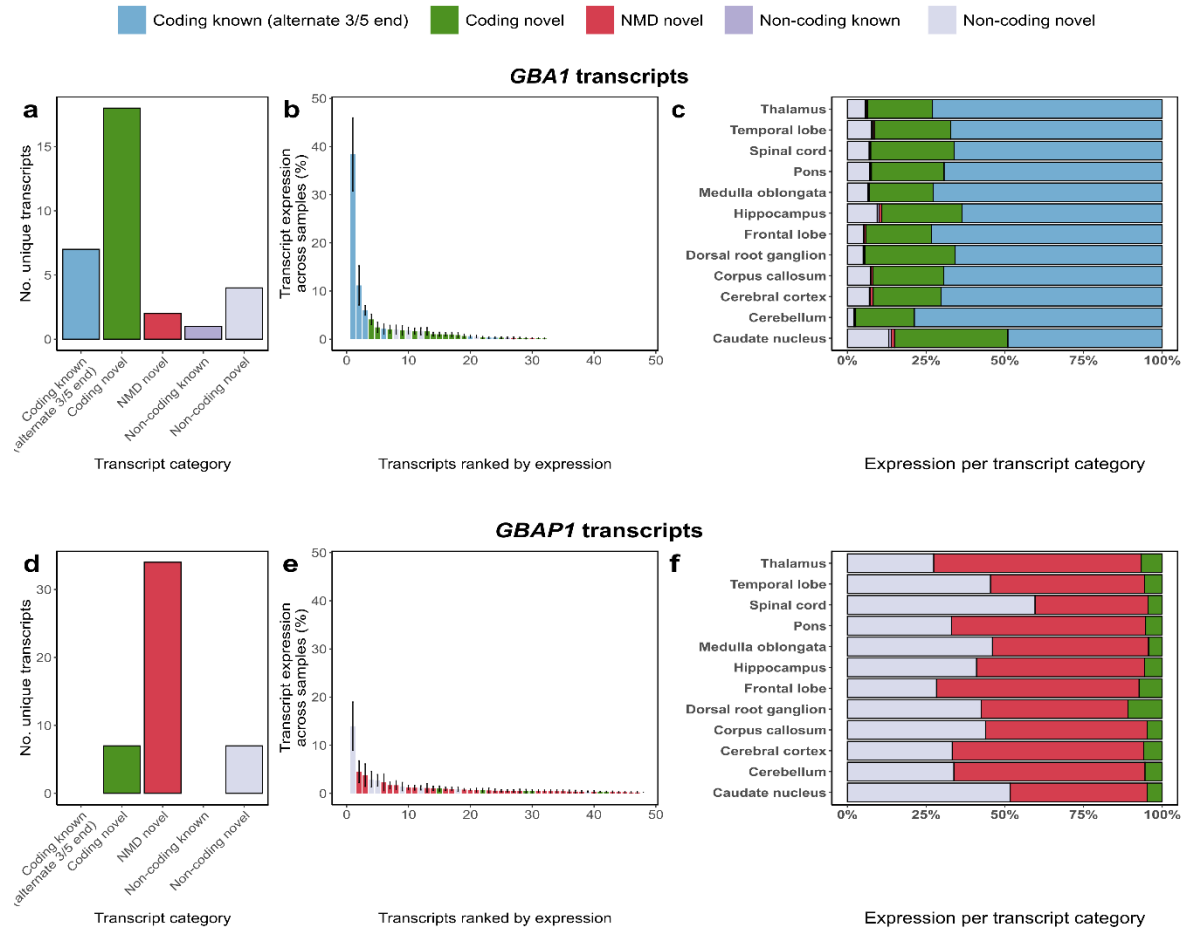 Coding known (alternate 3/5 end) Coding novel NMD novel Non-coding known Non-coding novel
GBA1 transcripts
a
No. unique transcripts
15
10
5
0
Coding known
(alternate 3/5 end)
Coding novel
NMD novel
Non-coding known
Non-coding novel
Transcript category
b
Transcript expression
across samples (%)
50
40
30
20
10
0
0 10 20 30 40 50
Transcripts ranked by expression
c
Thalamus
Temporal lobe
Spinal cord
Pons
Medulla oblongata
Hippocampus
Frontal lobe
Dorsal root ganglion
Corpus callosum
Cerebral cortex
Cerebellum
Caudate nucleus
0% 25% 50% 75% 100%
Expression per transcript category
GBAP1 transcripts
d
No. unique transcripts
30
20
10
0
Coding known
(alternate 3/5 end)
Coding novel
NMD novel
Non-coding known
Non-coding novel
Transcript category
e
Transcript expression
across samples (%)
50
40
30
20
10
0
0 10 20 30 40 50
Transcripts ranked by expression
f
Thalamus
Temporal lobe
Spinal cord
Pons
Medulla oblongata
Hippocampus
Frontal lobe
Dorsal root ganglion
Corpus callosum
Cerebral cortex
Cerebellum
Caudate nucleus
0% 25% 50% 75% 100%
Expression per transcript category